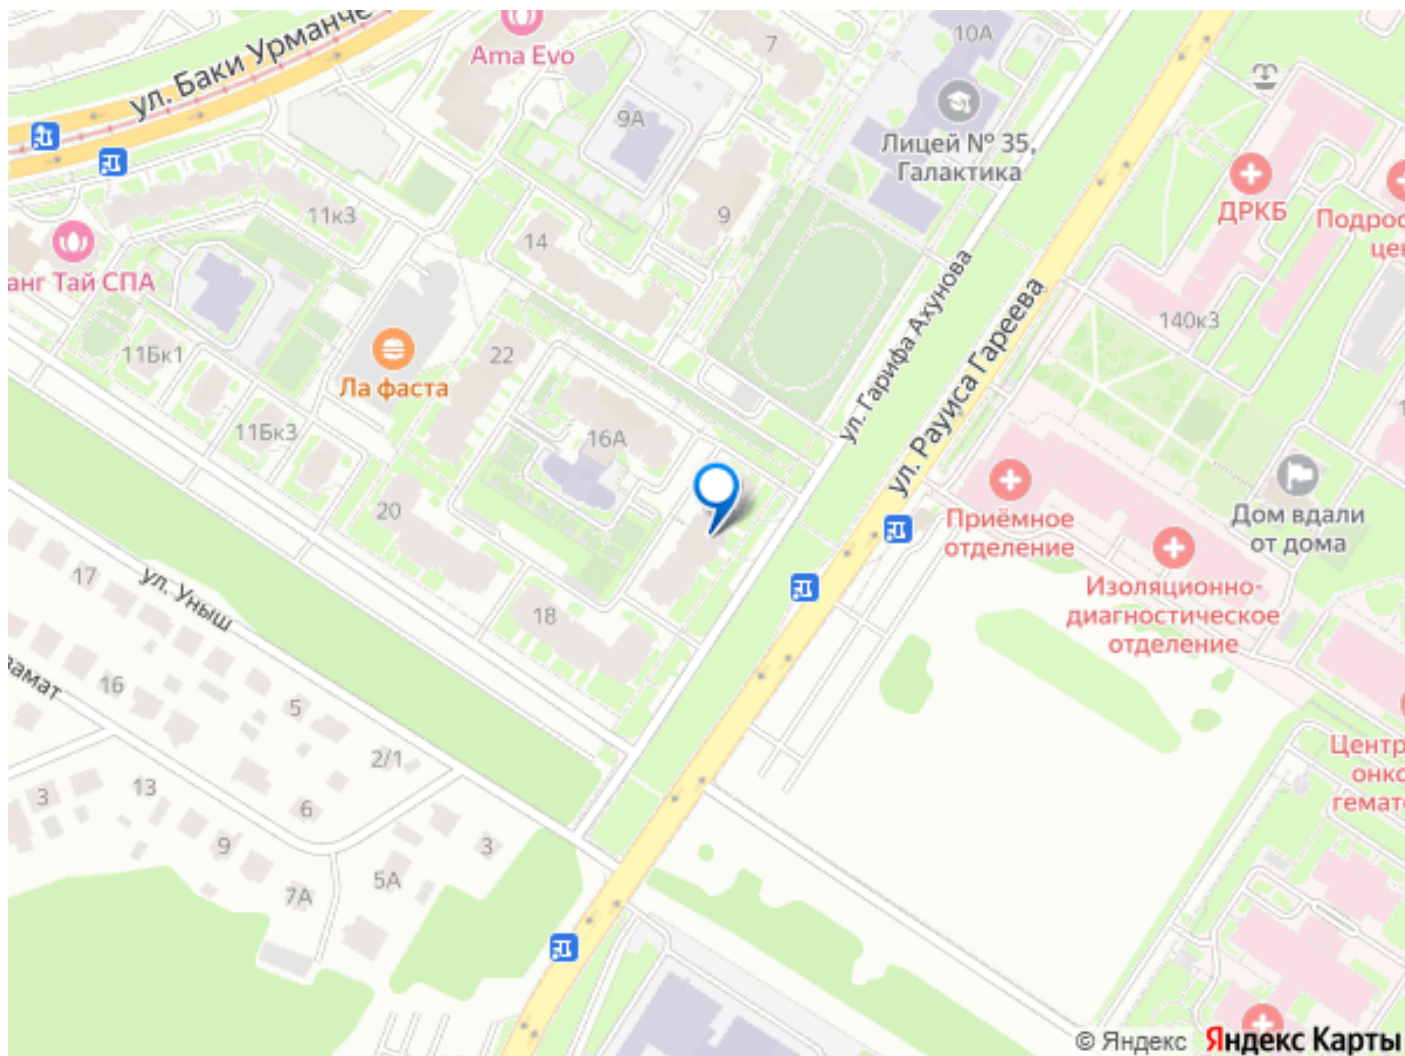 ул. Баки Урманче
Ama Evo
7
10А
9А
Лицей № 35,
Галактика
ДРКБ
11к3
14
9
анг Тай СПА
140к3
ул. Гарифа Ахунова
ул. Рауиса Гареева
11Бк1
22
Ла фаста
11Бк3
16А
20
Приёмное
отделение
Дом вдали
от дома
17
ул. Уныш
18
Изоляционно-
диагностическое
отделение
16
5
2/1
3
13
6
9
3
5А
7А
© Яндекс Яндекс Карты